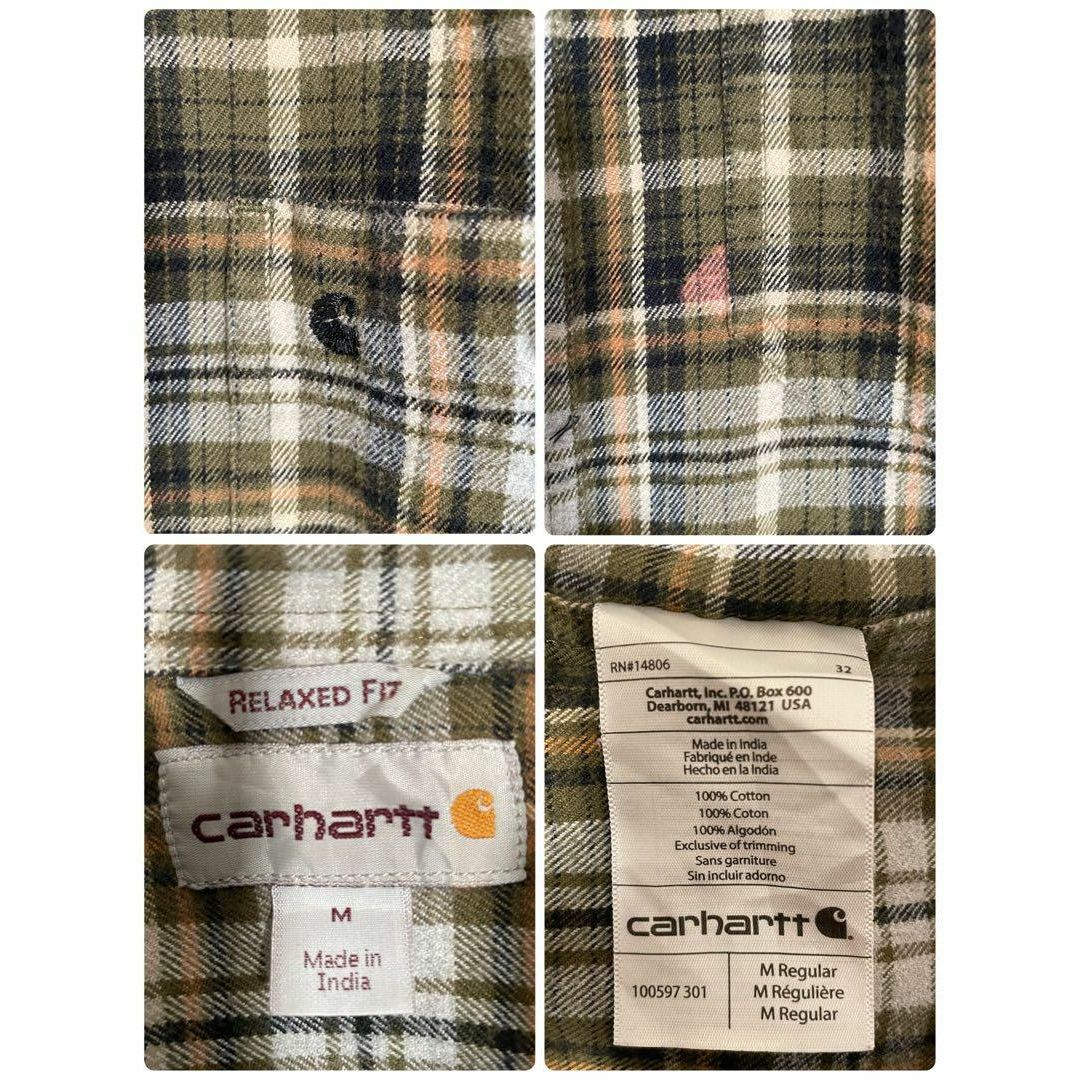 RELAXED FIT
carhartt
M
Made in
India
RN#14806 32
Carhartt, Inc. P.O. Box 600
Dearborn, MI 48121 USA
carhartt.com
Made in India
Fabriqué en Inde
Hecho en la India
100% Cotton
100% Coton
100% Algodón
Exclusive of trimming
Sans garniture
Sin incluir adorno
carhartt
100597 301
M Regular
M Régulière
M Regular